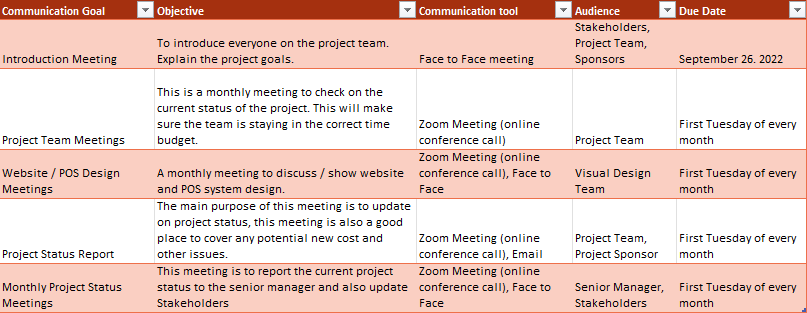 Communication Goal Objective Communication tool Audience Due Date
Introduction Meeting
To introduce everyone on the project team.
Explain the project goals.
Face to Face meeting
Stakeholders,
Project Team,
Sponsors
September 26. 2022
Project Team Meetings
This is a monthly meeting to check on the
current status of the project. This will make
sure the team is staying in the correct time
budget.
Zoom Meeting (online
conference call)
Project Team
First Tuesday of every
month
Website / POS Design
Meetings
A monthly meeting to discuss / show website
and POS system design.
Zoom Meeting (online
conference call), Face to
Face
Visual Design
Team
First Tuesday of every
month
Project Status Report
The main purpose of this meeting is to update
on project status, this meeting is also a good
place to cover any potential new cost and
other issues.
Zoom Meeting (online
conference call), Email
Project Team,
Project Sponsor
First Tuesday of every
month
Monthly Project Status
Meetings
This meeting is to report the current project
status to the senior manager and also update
Stakeholders
Zoom Meeting (online
conference call), Face to
Face
Senior Manager,
Stakeholders
First Tuesday of every
month